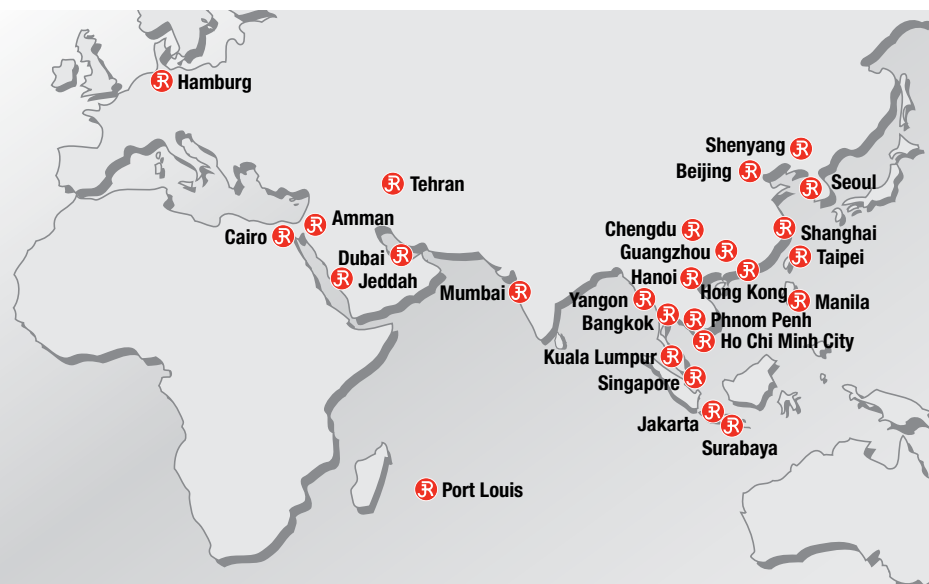 Hamburg
Shenyang
Beijing
Seoul
Tehran
Amman
Cairo
Chengdu
Shanghai
Guangzhou
Taipei
Dubai
Jeddah
Hanoi
Mumbai
Hong Kong
Yangon
Manila
Bangkok
Phnom Penh
Ho Chi Minh City
Kuala Lumpur
Singapore
Jakarta
Surabaya
Port Louis